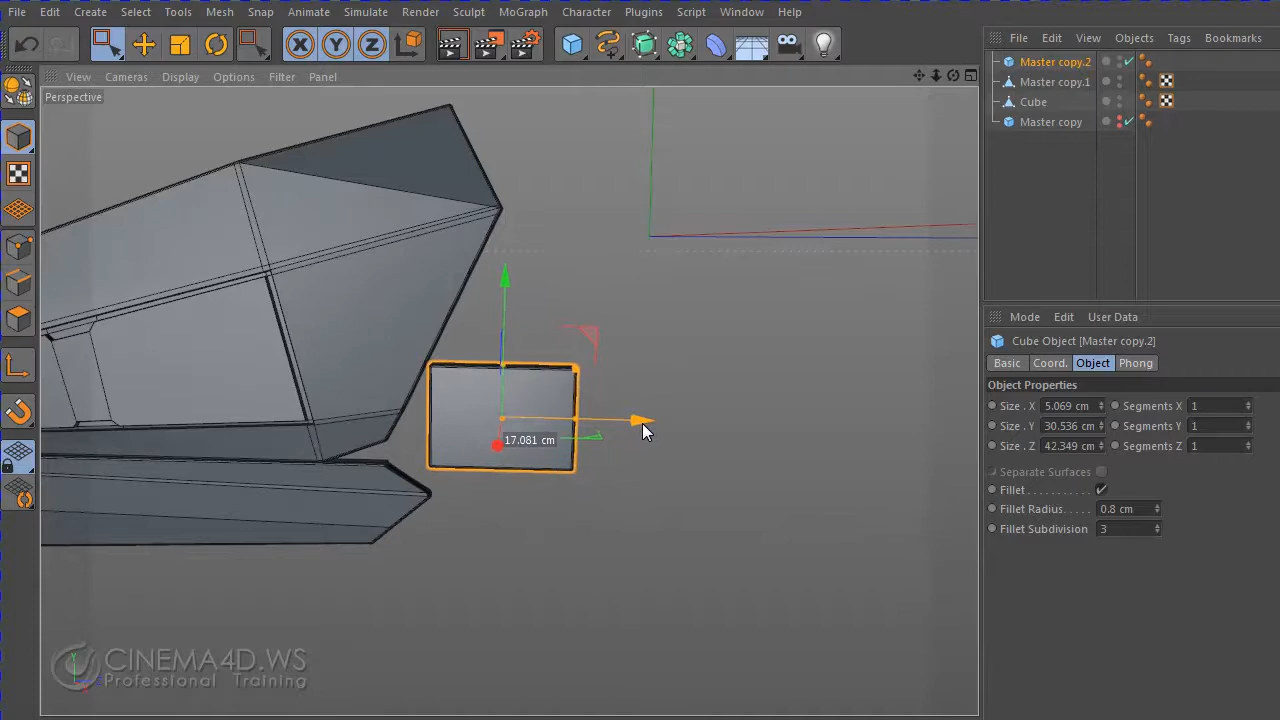 File Edit Create Select Tools Mesh Snap Animate Simulate Render Sculpt MoGraph Character Plugins Script Window Help
X Y Z
File Edit View Objects Tags Bookmarks
Master copy.2
Master copy.1
Cube
Master copy
View Cameras Display Options Filter Panel
Perspective
17.081 cm
Mode Edit User Data
Cube Object [Master copy.2]
Basic Coord. Object Phong
Object Properties
Size . X 5.069 cm Segments X 1
Size . Y 30.536 cm Segments Y 1
Size . Z 42.349 cm Segments Z 1
Separate Surfaces
Fillet . . . . . . . . . . .
Fillet Radius. . . . . 0.8 cm
Fillet Subdivision 3
CINEMA4D.WS
Professional Training
Y